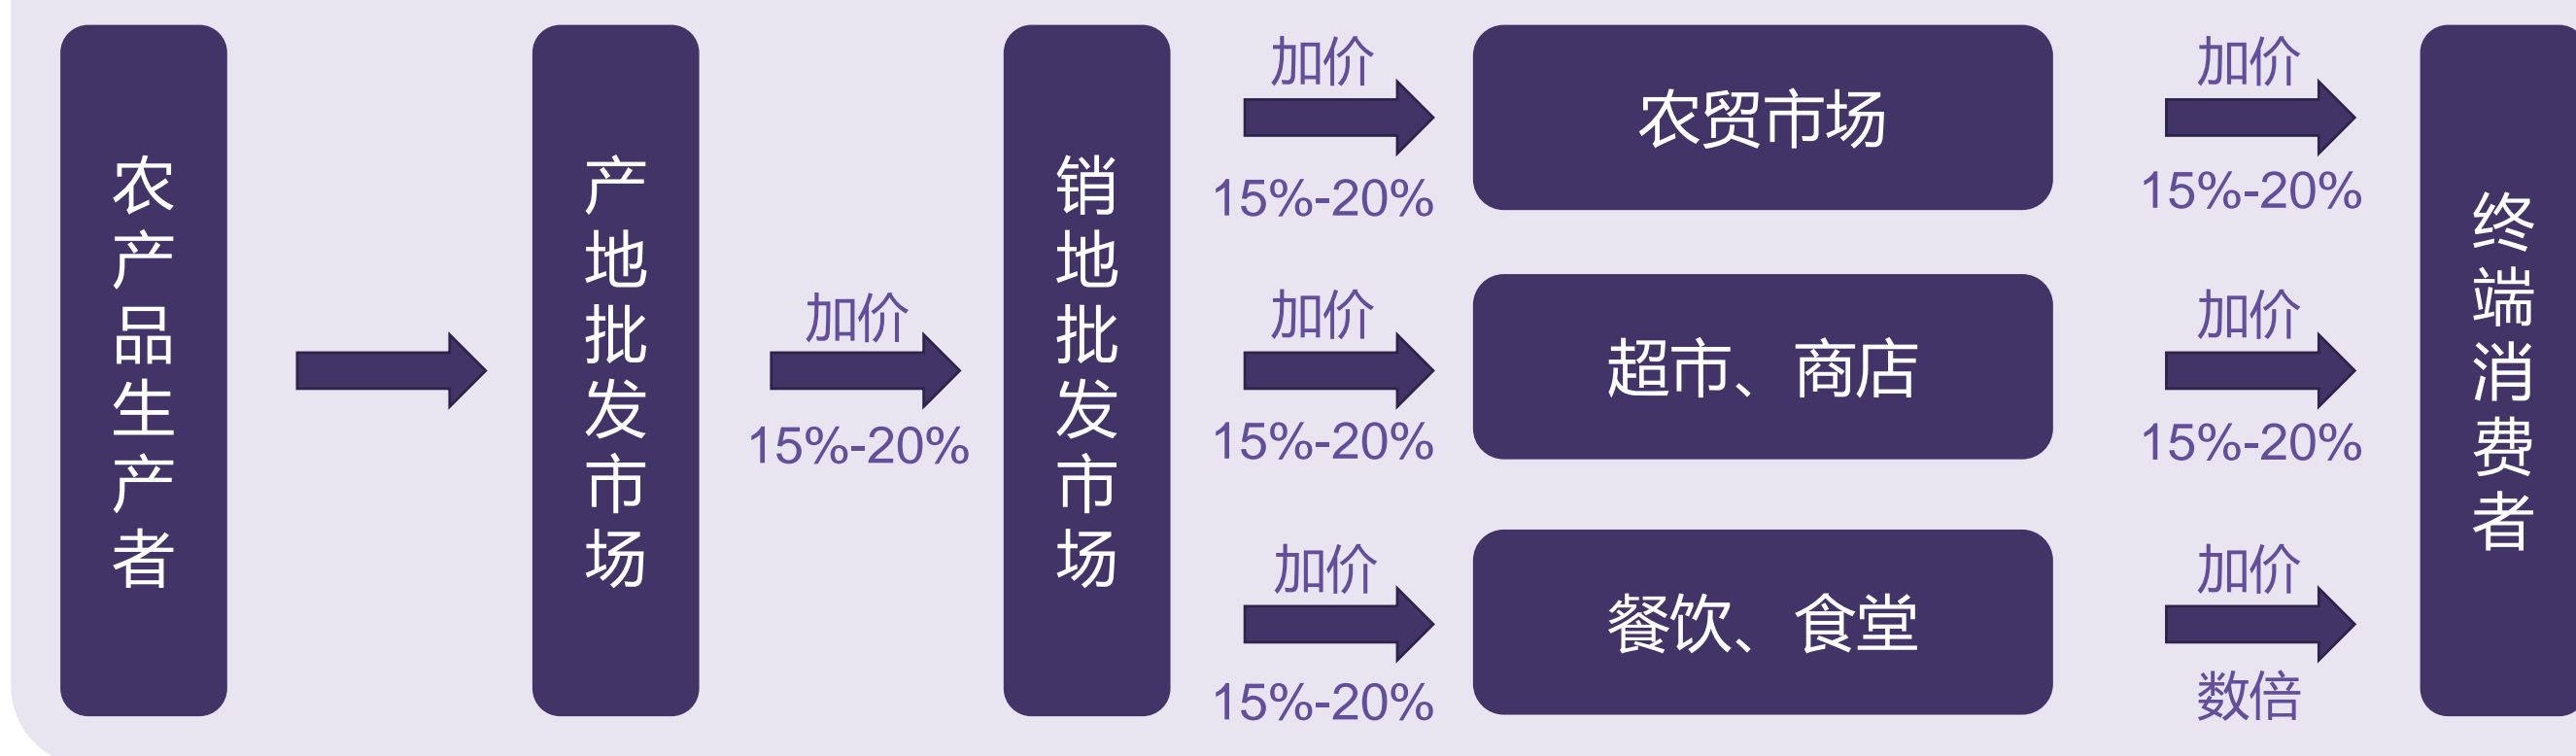 农产品生产者
产地批发市场
加价
15%-20%
销地批发市场
加价
15%-20%
农贸市场
加价
15%-20%
加价
15%-20%
超市、商店
加价
15%-20%
加价
15%-20%
餐饮、食堂
加价
数倍
终端消费者